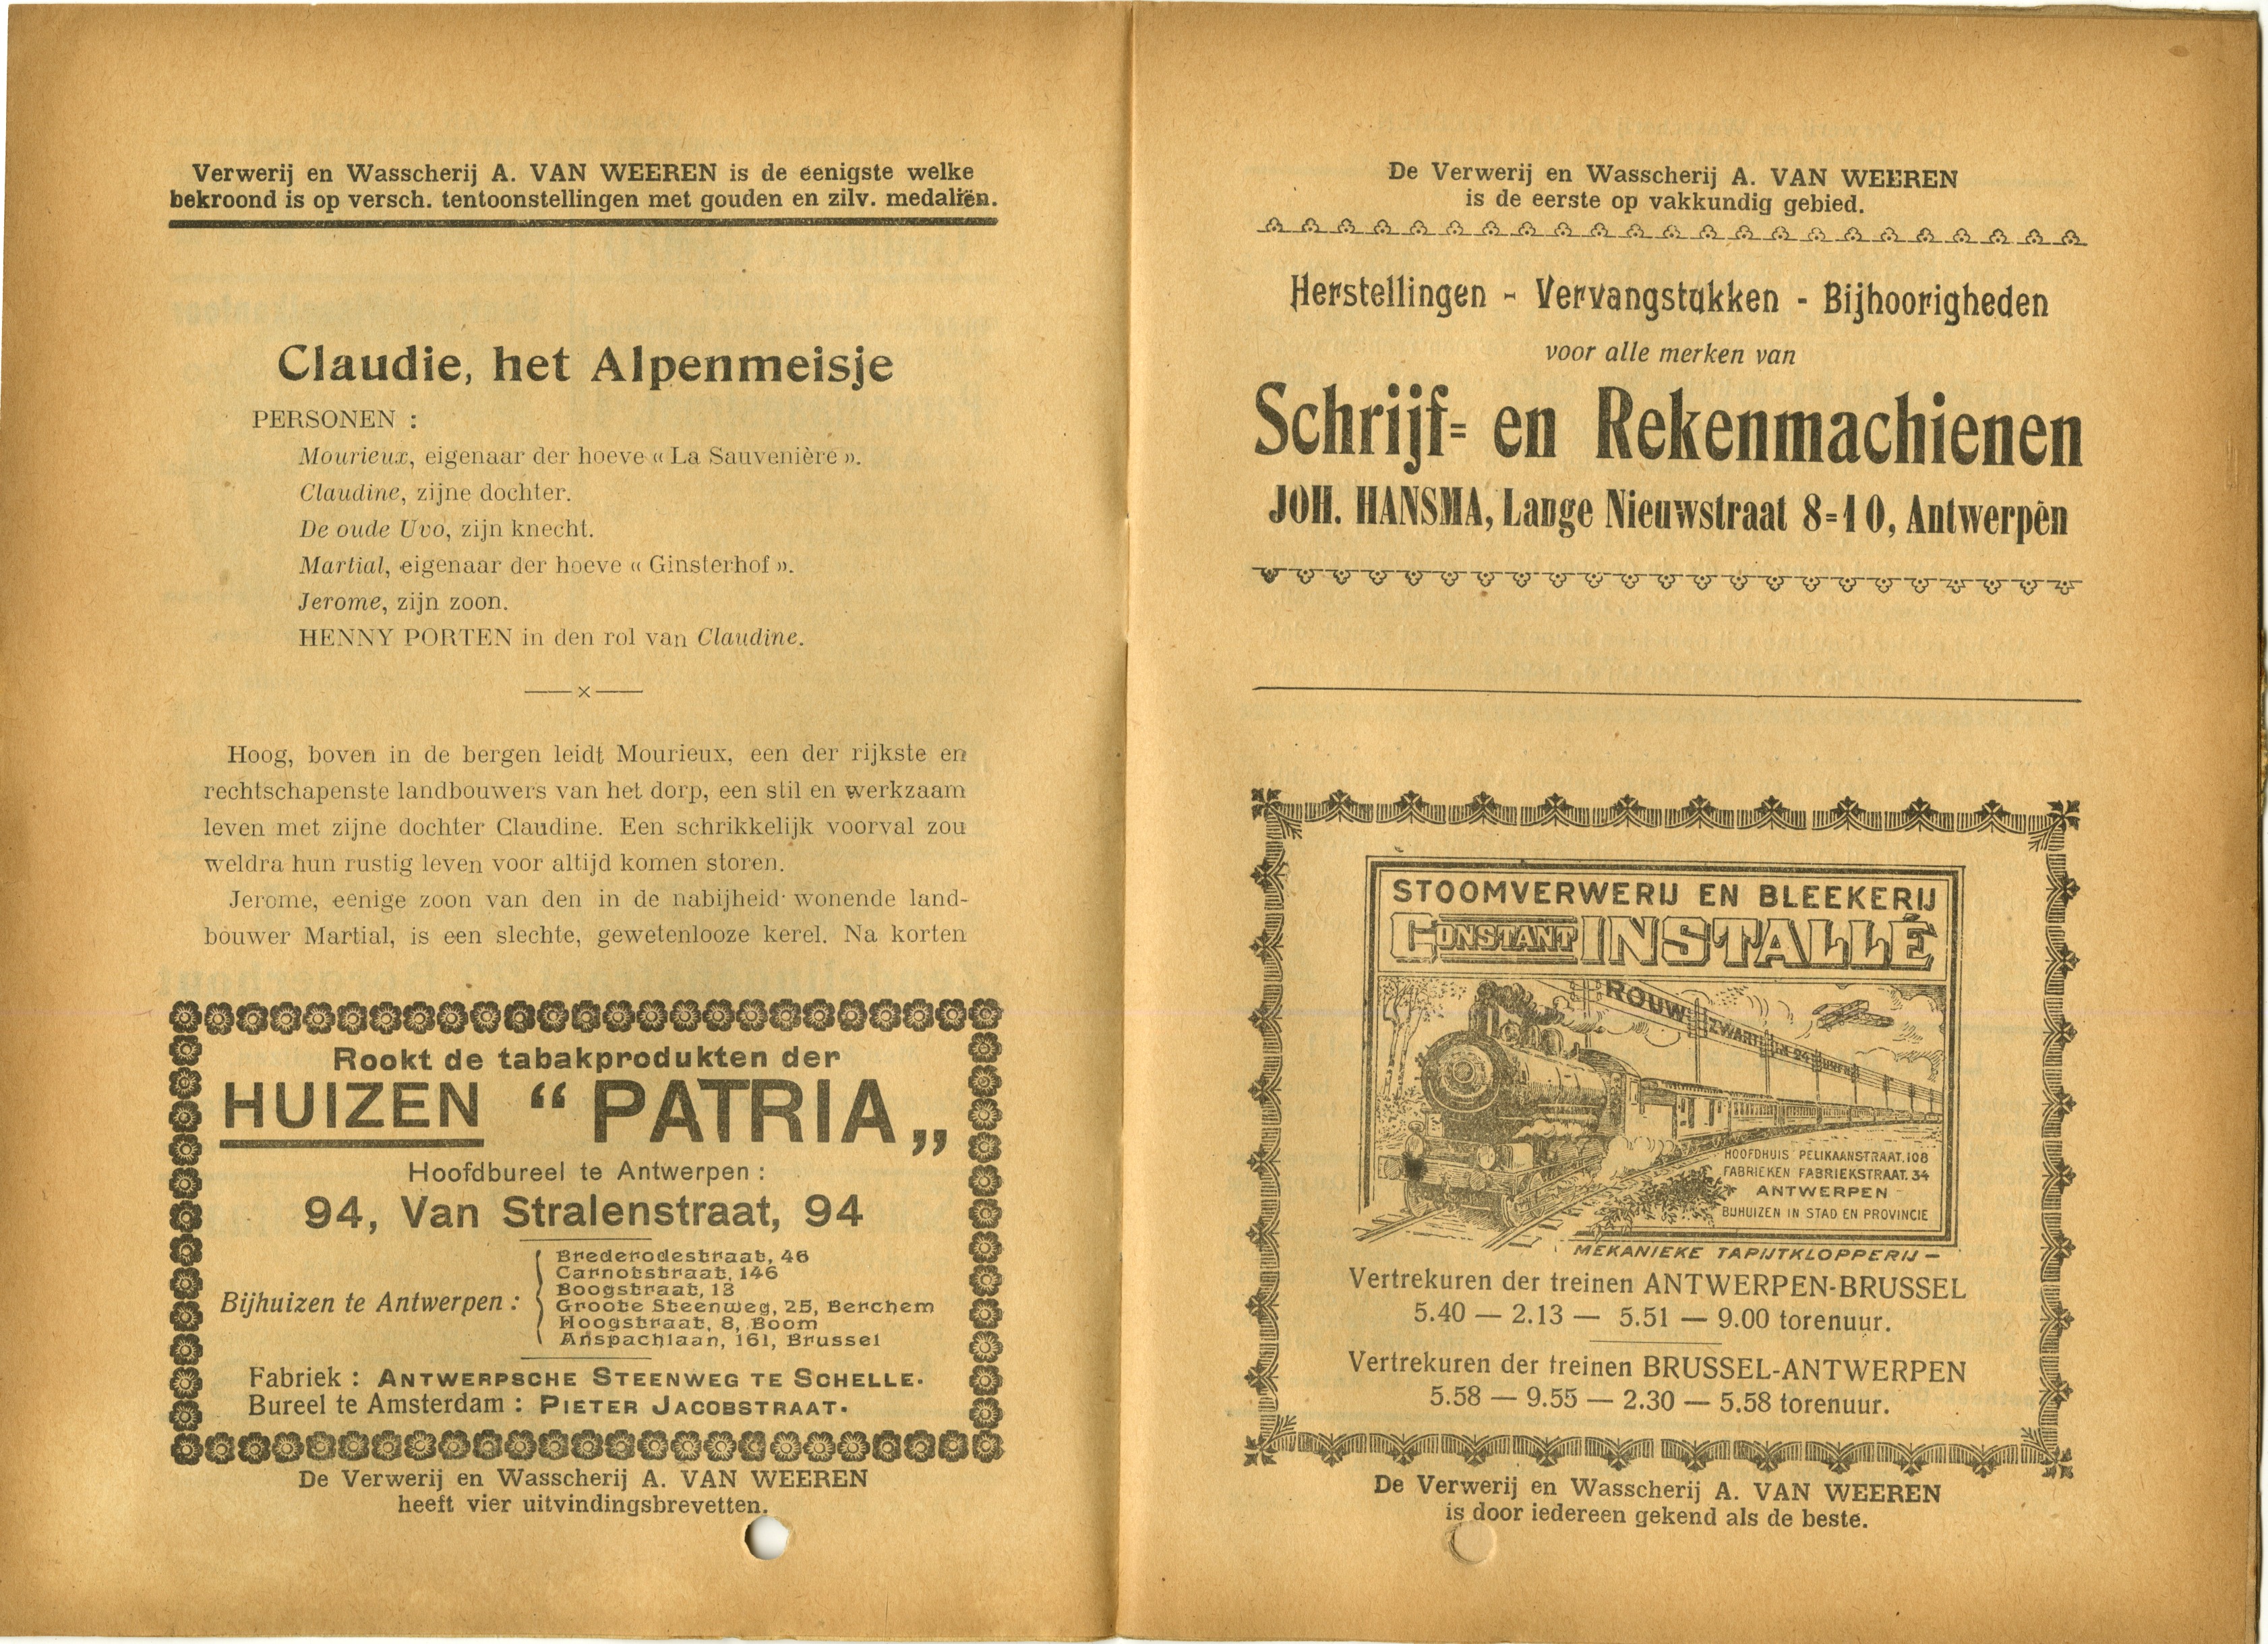 Verwerij en Wasscherij A. VAN WEEREN is de eenigste welke
bekroond is op versch. tentoonstellingen met gouden en zilv. medaliën.
Claudie, het Alpenmeisje
PERSONEN :
Mourieux, eigenaar der hoeve « La Sauvenière ».
Claudine, zijne dochter.
De oude Uvo, zijn knecht.
Martial, eigenaar der hoeve « Ginsterhof ».
Jerome, zijn zoon.
HENNY PORTEN in den rol van Claudine.
Hoog, boven in de bergen leidt Mourieux, een der rijkste en
rechtschapenste landbouwers van het dorp, een stil en werkzaam
leven met zijne dochter Claudine. Een schrikkelijk voorval zou
weldra hun rustig leven voor altijd komen storen.
Jerome, eenige zoon van den in de nabijheid wonende land-
bouwer Martial, is een slechte, gewetenlooze kerel. Na korten
Rookt de tabakprodukten der
HUIZEN “ PATRIA „
Hoofdbureel te Antwerpen :
94, Van Stralenstraat, 94
Bijhuizen te Antwerpen :
Brederodestraat, 46
Carnotstraat, 146
Boogstraat, 13
Groote Steenweg, 25, Berchem
Hoogstraat, 8, Boom
Anspachlaan, 161, Brussel
Fabriek : ANTWERPSCHE STEENWEG TE SCHELLE.
Bureel te Amsterdam : PIETER JACOBSTRAAT.
De Verwerij en Wasscherij A. VAN WEEREN
heeft vier uitvindingsbrevetten.
De Verwerij en Wasscherij A. VAN WEEREN
is de eerste op vakkundig gebied.
Herstellingen - Vervangstukken - Bijhoorigheden
voor alle merken van
Schrijf= en Rekenmachienen
JOH. HANSMA, Lange Nieuwstraat 8=10, Antwerpèn
STOOMVERWERIJ EN BLEEKERIJ
CONSTANT INSTALLÉ
ROUW ZWART IN 24 UUREN
HOOFDHUIS PELIKAANSTRAAT.108
FABRIEKEN FABRIEKSTRAAT.34
ANTWERPEN
BIJHUIZEN IN STAD EN PROVINCIE
MEKANIEKE TAPIJTKLOPPERIJ —
Vertrekuren der treinen ANTWERPEN-BRUSSEL
5.40 — 2.13 — 5.51 — 9.00 torenuur.
Vertrekuren der treinen BRUSSEL-ANTWERPEN
5.58 — 9.55 — 2.30 — 5.58 torenuur.
De Verwerij en Wasscherij A. VAN WEEREN
is door iedereen gekend als de beste.